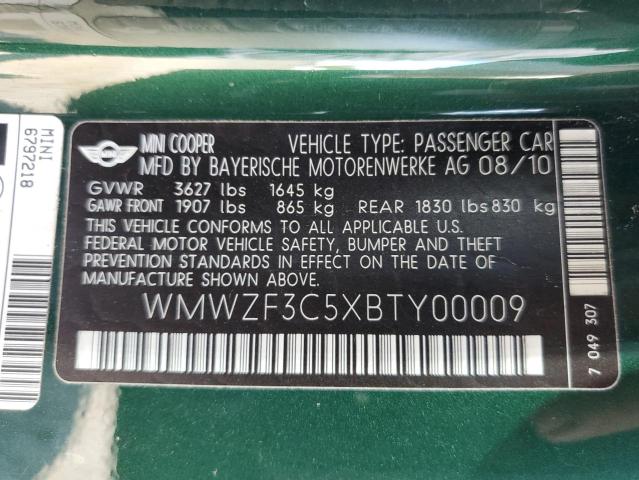 MINI
6797218
MINI
MINI COOPER
VEHICLE TYPE: PASSENGER CAR
MFD BY BAYERISCHE MOTORENWERKE AG 08/10
GVWR 3627 lbs 1645 kg
GAWR FRONT 1907 lbs 865 kg REAR 1830 lbs 830 kg
THIS VEHICLE CONFORMS TO ALL APPLICABLE U.S.
FEDERAL MOTOR VEHICLE SAFETY, BUMPER AND THEFT
PREVENTION STANDARDS IN EFFECT ON THE DATE OF
MANUFACTURE SHOWN ABOVE.
WMWZF3C5XBTY00009
7 049 307